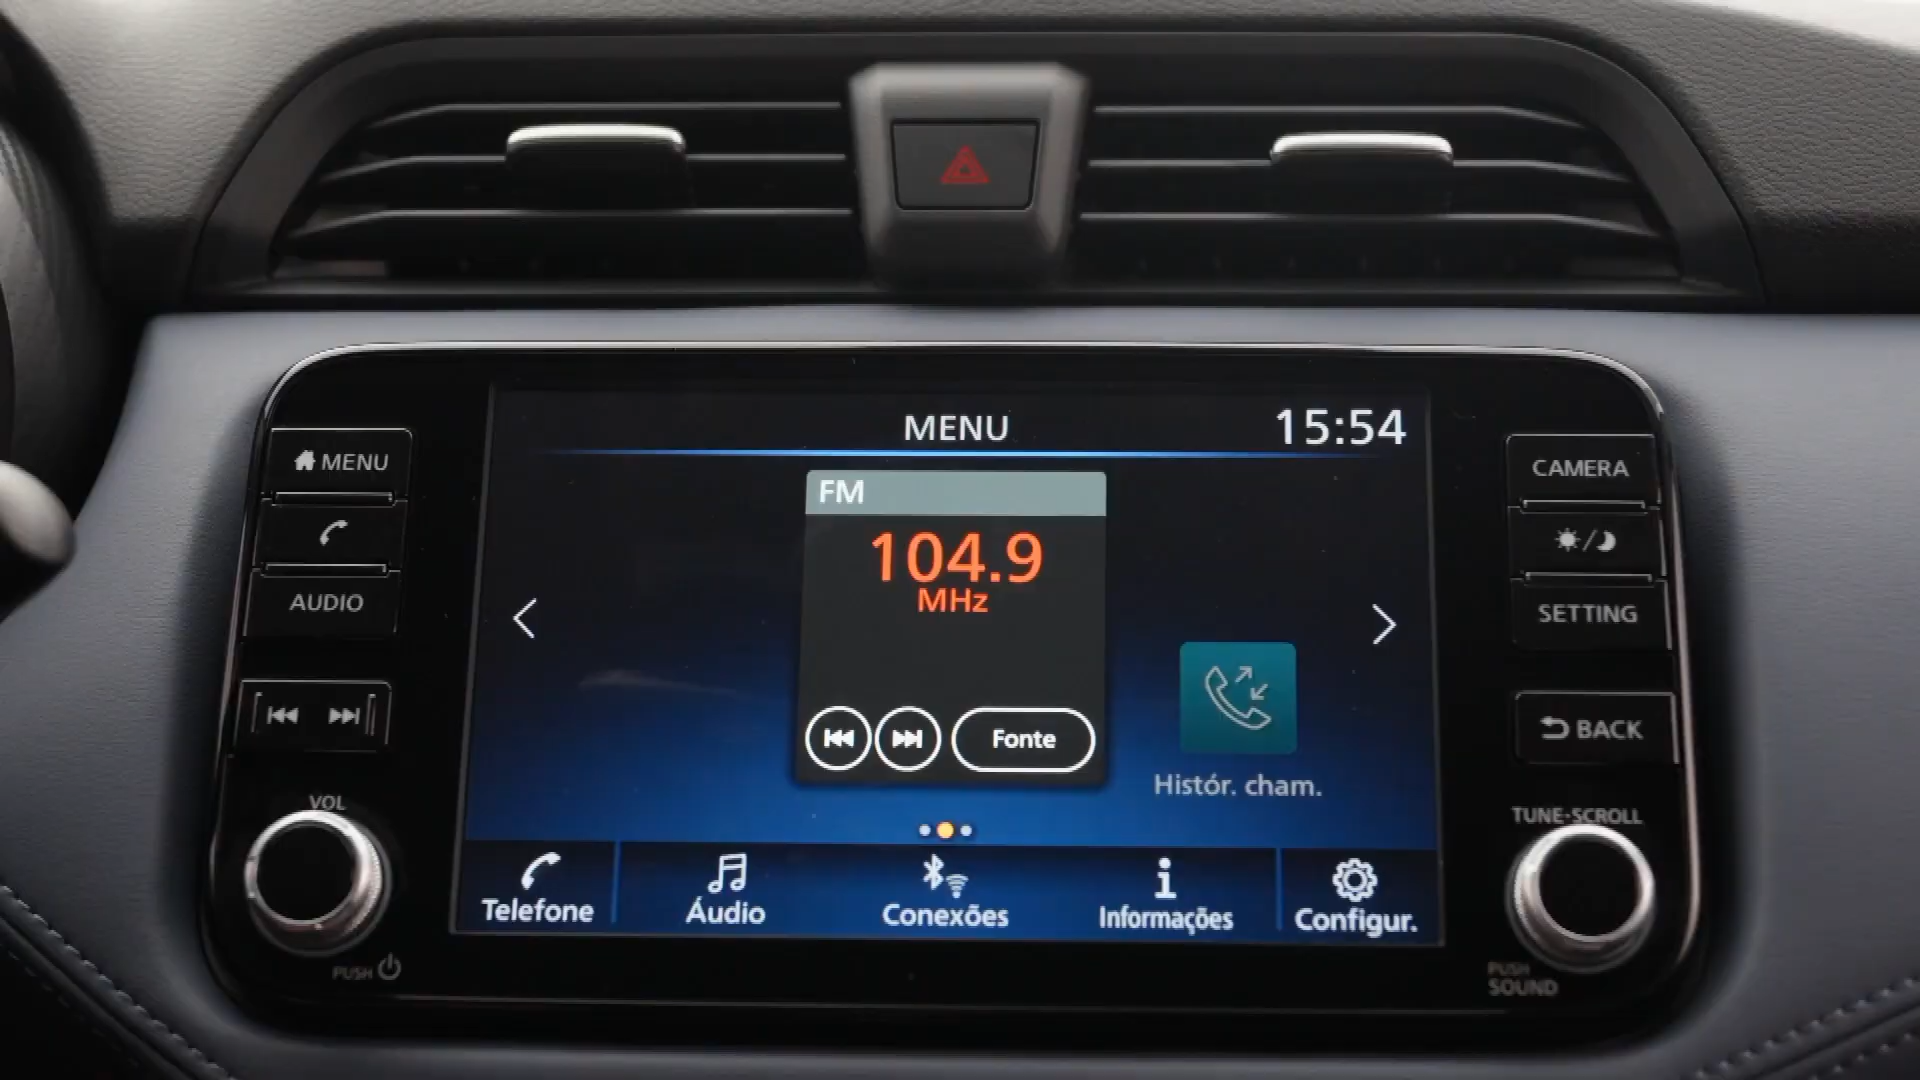 MENU
AUDIO
VOL
PUSH
MENU
15:54
FM
104.9
MHz
Fonte
Histór. cham.
Telefone
Áudio
Conexões
Informações
Configur.
CAMERA
SETTING
BACK
TUNE•SCROLL
PUSH
SOUND